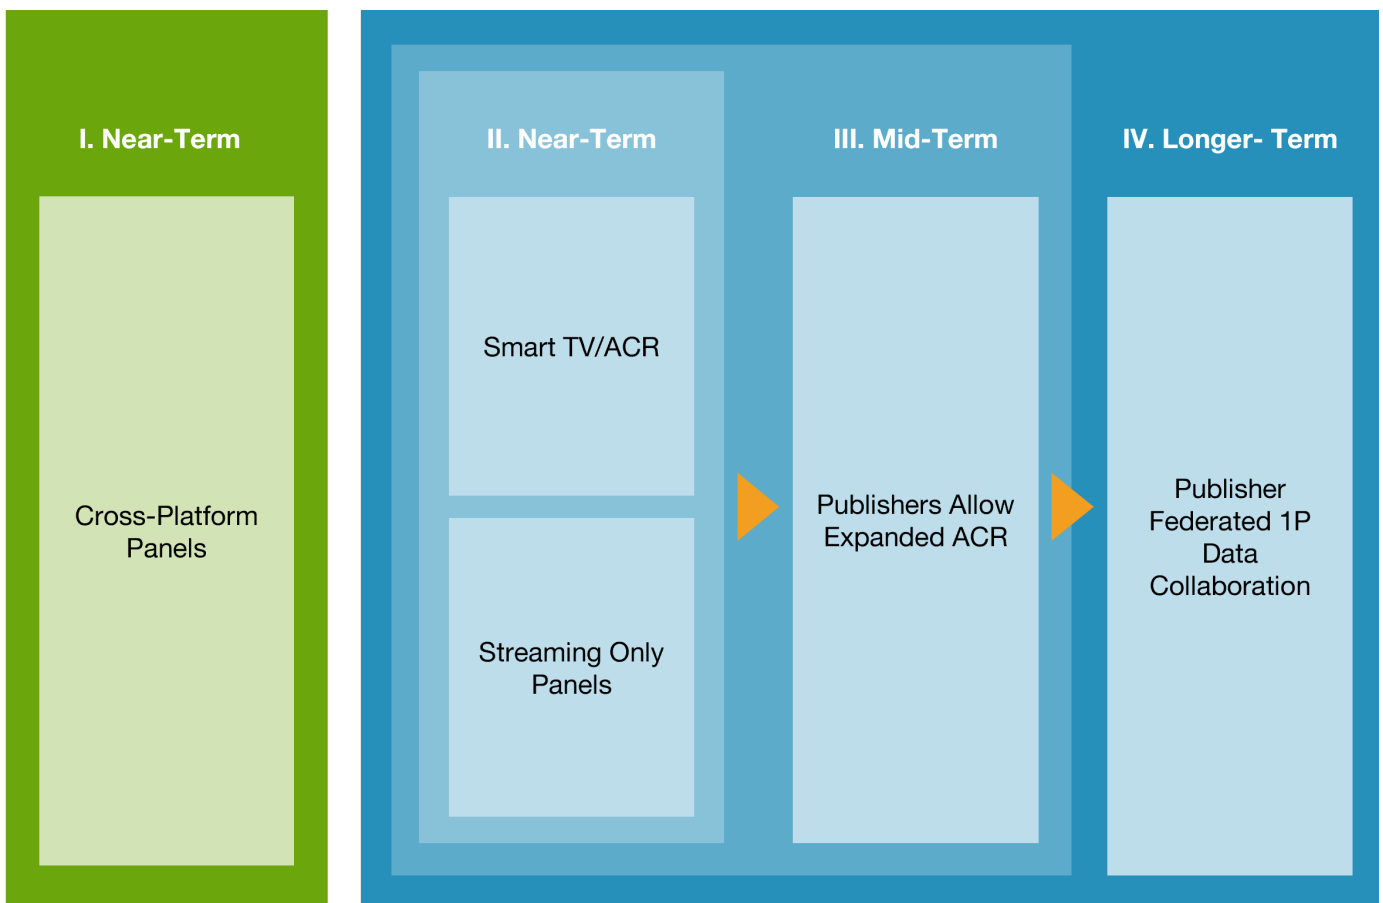 I. Near-Term
Cross-Platform
Panels
II. Near-Term
Smart TV/ACR
Streaming Only
Panels
III. Mid-Term
Publishers Allow
Expanded ACR
IV. Longer- Term
Publisher
Federated 1P
Data
Collaboration